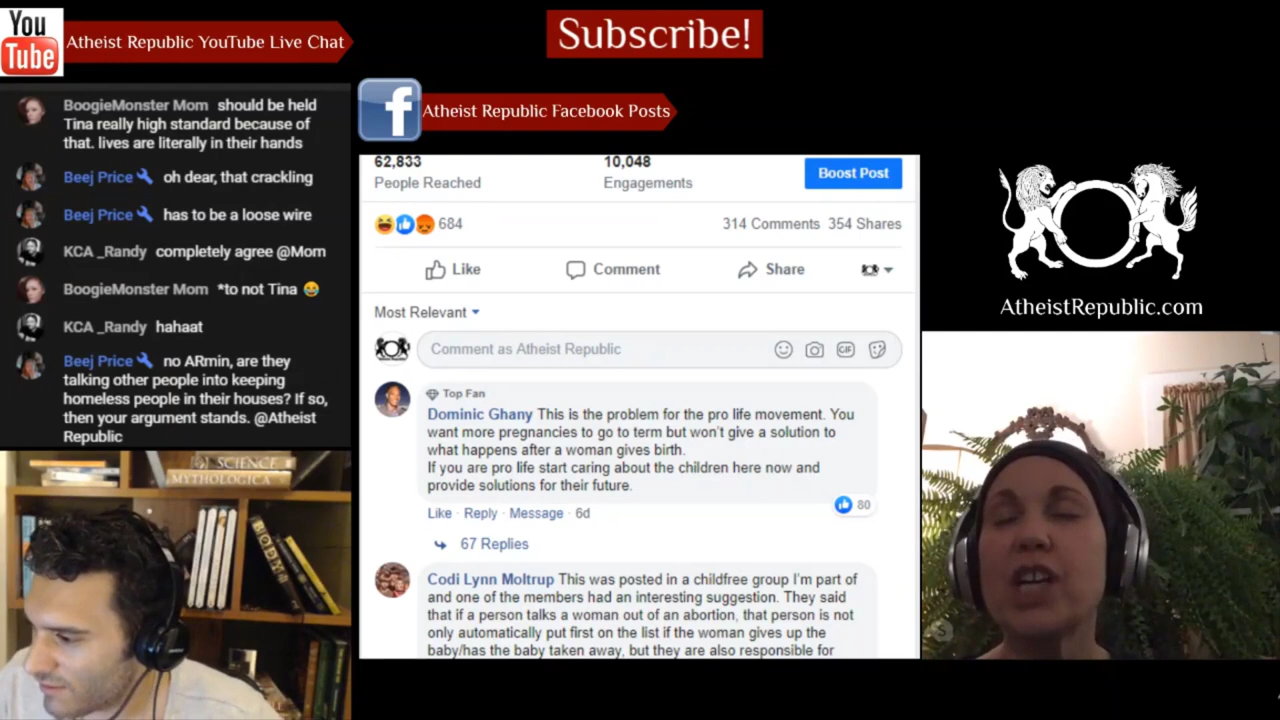 You
Tube
Atheist Republic YouTube Live Chat
Subscribe!
BoogieMonster Mom should be held
Tina really high standard because of
that. lives are literally in their hands
Beej Price oh dear, that crackling
Beej Price has to be a loose wire
KCA _Randy completely agree @Mom
BoogieMonster Mom *to not Tina 😂
KCA _Randy hahaat
Beej Price no ARmin, are they
talking other people into keeping
homeless people in their houses? If so,
then your argument stands. @Atheist
Republic
f
Atheist Republic Facebook Posts
62,833
People Reached
10,048
Engagements
Boost Post
684
314 Comments 354 Shares
Like
Comment
Share
Most Relevant
Comment as Atheist Republic
GIF
Top Fan
Dominic Ghany This is the problem for the pro life movement. You
want more pregnancies to go to term but won't give a solution to
what happens after a woman gives birth.
If you are pro life start caring about the children here now and
provide solutions for their future.
80
Like · Reply · Message · 6d
67 Replies
Codi Lynn Moltrup This was posted in a childfree group I'm part of
and one of the members had an interesting suggestion. They said
that if a person talks a woman out of an abortion, that person is not
only automatically put first on the list if the woman gives up the
baby/has the baby taken away, but they are also responsible for
AtheistRepublic.com
SCIENCE
MYTHOLOGICA
BODY